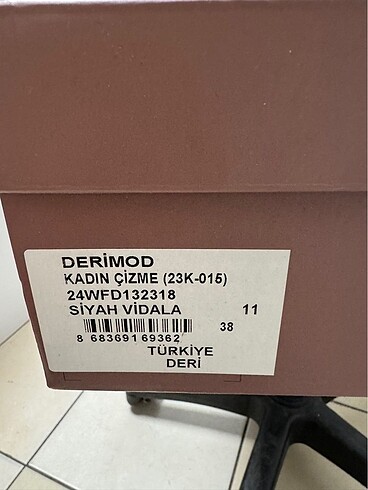 DERİMOD
KADIN ÇİZME (23K-015)
24WFD132318
SİYAH VİDALA 11
38
8 683691 69362
TÜRKİYE
DERİ